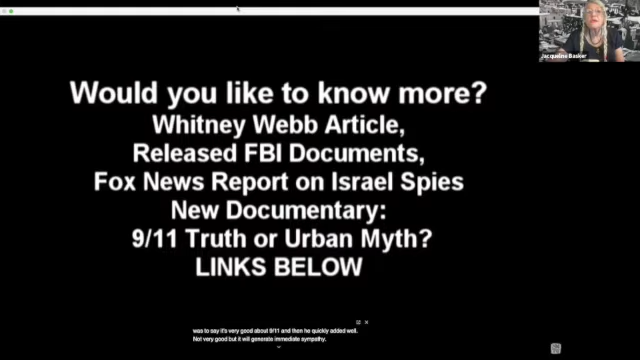 Jacqueline Basker
Would you like to know more?
Whitney Webb Article,
Released FBI Documents,
Fox News Report on Israel Spies
New Documentary:
9/11 Truth or Urban Myth?
LINKS BELOW
was to say it's very good about 9/11 and then he quickly added well.
Not very good but it will generate immediate sympathy.